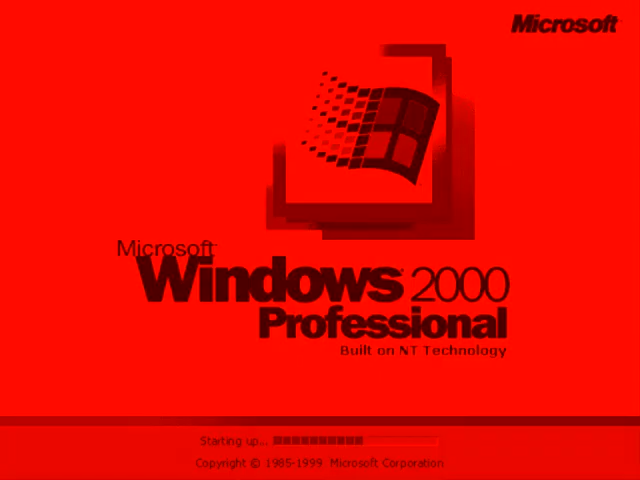 Microsoft
Microsoft
Windows 2000
Professional
Built on NT Technology
Starting up...
Copyright © 1985-1999 Microsoft Corporation